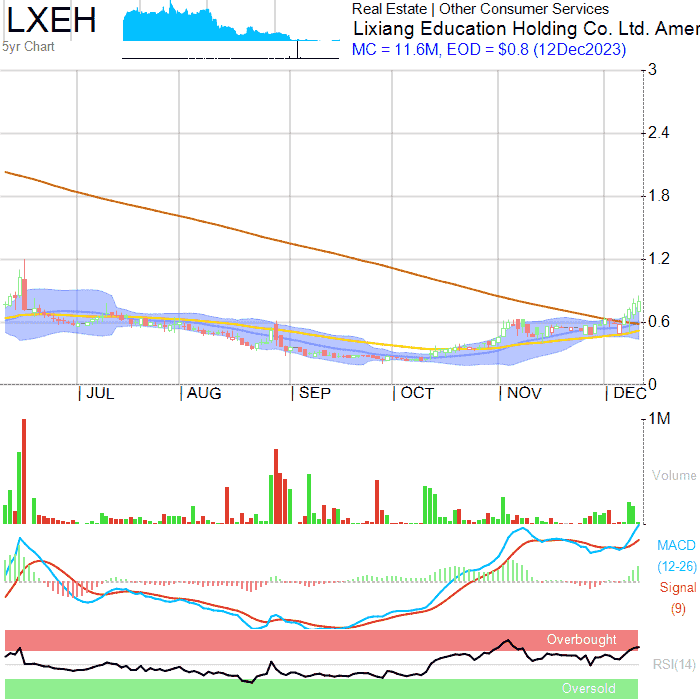 LXEH
5yr Chart
Real Estate | Other Consumer Services
Lixiang Education Holding Co. Ltd. Amer
MC = 11.6M, EOD = $0.8 (12Dec2023)
3
2.4
1.8
1.2
0.6
0
| JUL | AUG | SEP | OCT | NOV | DEC
1M
Volume
MACD
(12-26)
Signal
(9)
Overbought
RSI(14)
Oversold